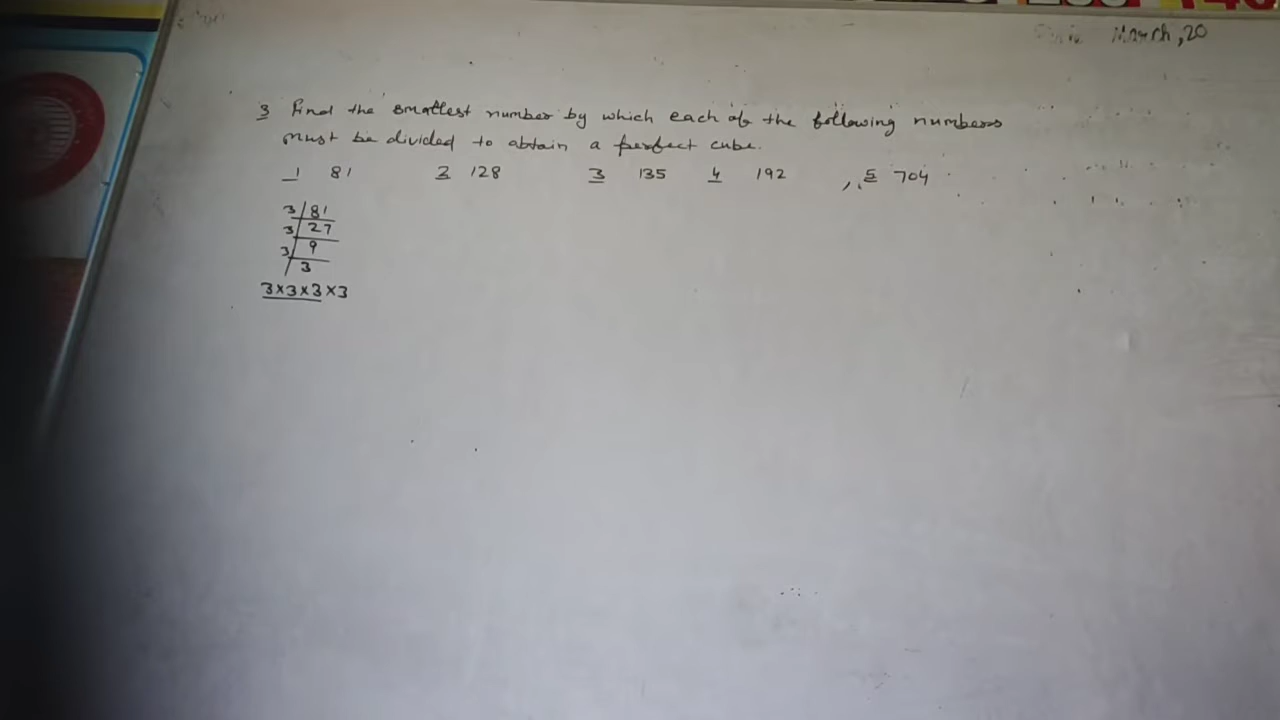 March, 20
3 Find the smallest number by which each of the following numbers
must be divided to obtain a perfect cube.
1 81 2 128 3 135 4 192 , 5 704
3 81
3 27
3 9
3
3×3×3×3